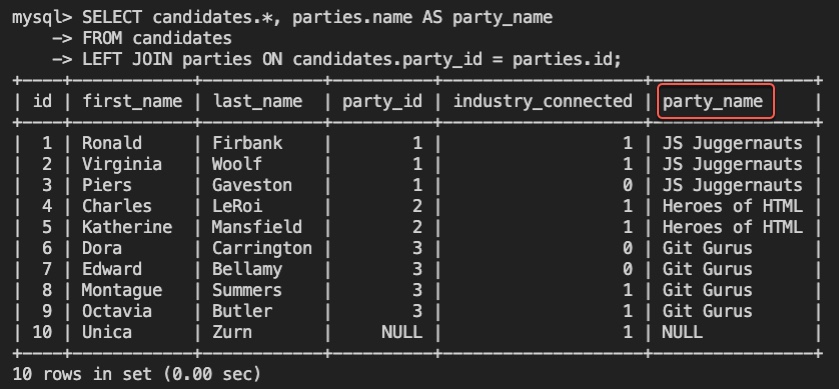 mysql> SELECT candidates.*, parties.name AS party_name
    -> FROM candidates
    -> LEFT JOIN parties ON candidates.party_id = parties.id;
+----+------------+------------+----------+--------------------+----------------+
| id | first_name | last_name  | party_id | industry_connected | party_name     |
+----+------------+------------+----------+--------------------+----------------+
|  1 | Ronald     | Firbank    |        1 |                  1 | JS Juggernauts |
|  2 | Virginia   | Woolf      |        1 |                  1 | JS Juggernauts |
|  3 | Piers      | Gaveston   |        1 |                  0 | JS Juggernauts |
|  4 | Charles    | LeRoi      |        2 |                  1 | Heroes of HTML |
|  5 | Katherine  | Mansfield  |        2 |                  1 | Heroes of HTML |
|  6 | Dora       | Carrington |        3 |                  0 | Git Gurus      |
|  7 | Edward     | Bellamy    |        3 |                  0 | Git Gurus      |
|  8 | Montague   | Summers    |        3 |                  1 | Git Gurus      |
|  9 | Octavia    | Butler     |        3 |                  1 | Git Gurus      |
| 10 | Unica      | Zurn       |     NULL |                  1 | NULL           |
+----+------------+------------+----------+--------------------+----------------+
10 rows in set (0.00 sec)